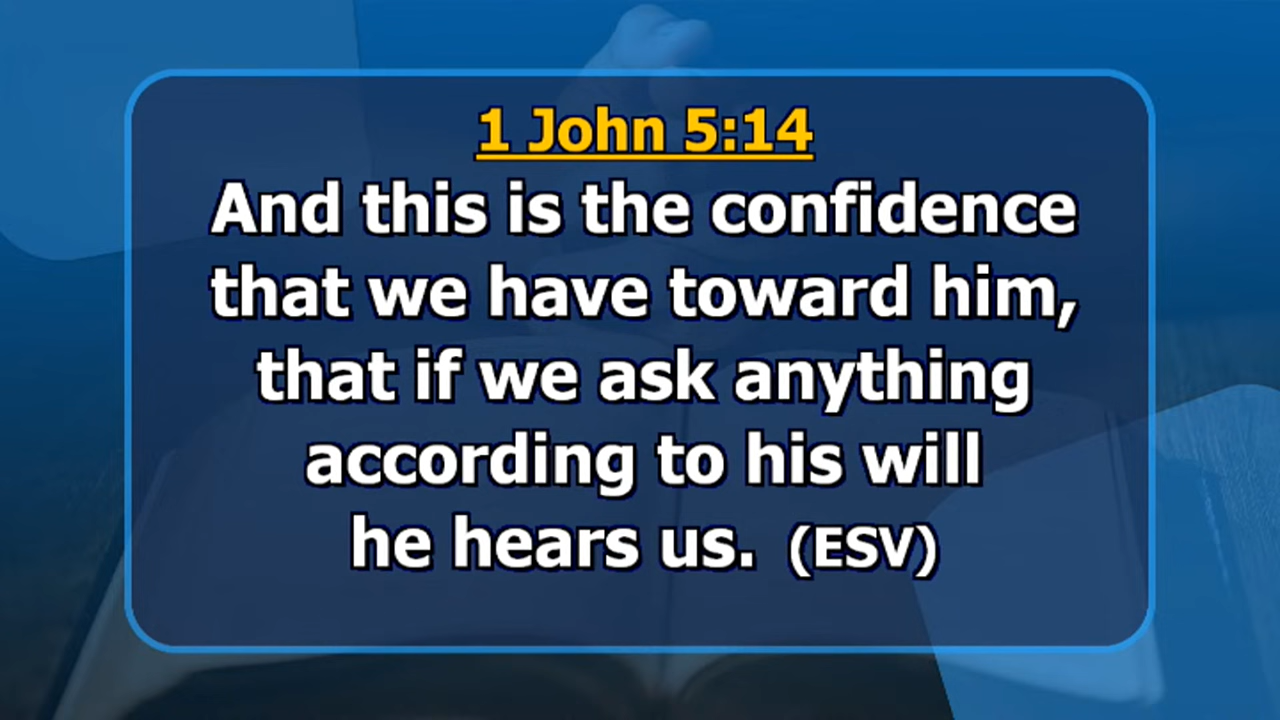 1 John 5:14
And this is the confidence
that we have toward him,
that if we ask anything
according to his will
he hears us. (ESV)